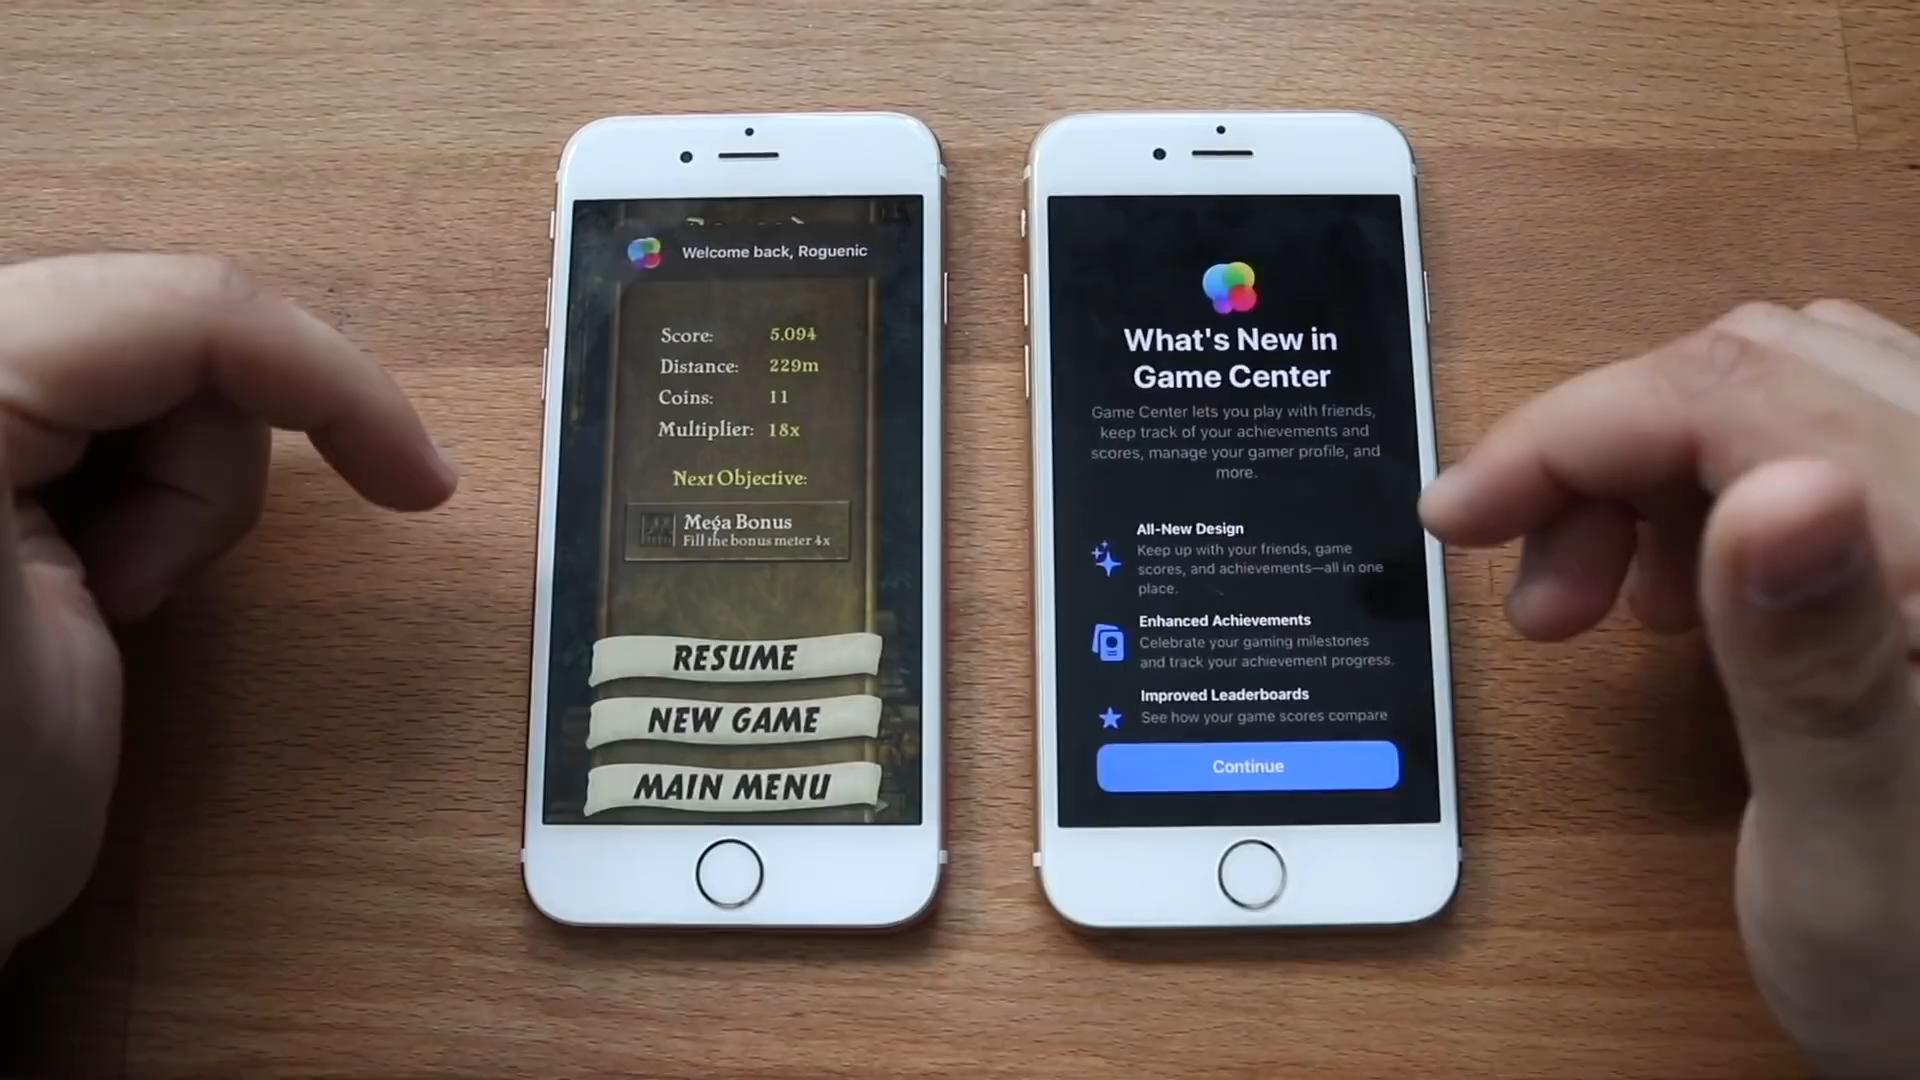 Welcome back, Roguenic
Score: 5,094
Distance: 229m
Coins: 11
Multiplier: 18x
Next Objective:
Mega Bonus
Fill the bonus meter 4x
RESUME
NEW GAME
MAIN MENU
What's New in
Game Center
Game Center lets you play with friends,
keep track of your achievements and
scores, manage your gamer profile, and
more.
All-New Design
Keep up with your friends, game
scores, and achievements—all in one
place.
Enhanced Achievements
Celebrate your gaming milestones
and track your achievement progress.
Improved Leaderboards
See how your game scores compare
Continue